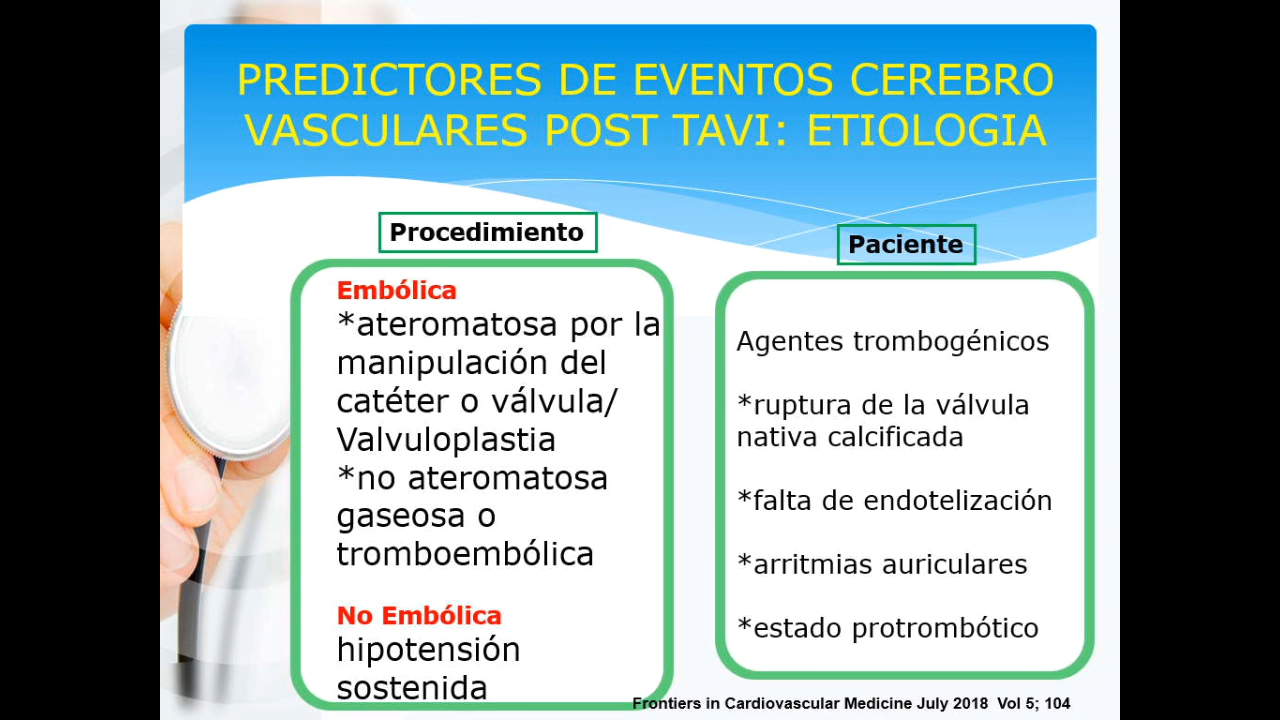 PREDICTORES DE EVENTOS CEREBRO
VASCULARES POST TAVI: ETIOLOGIA
Procedimiento
Embólica
*ateromatosa por la
manipulación del
catéter o válvula/
Valvuloplastia
*no ateromatosa
gaseosa o
tromboembólica
No Embólica
hipotensión
sostenida
Paciente
Agentes trombogénicos
*ruptura de la válvula
nativa calcificada
*falta de endotelización
*arritmias auriculares
*estado protrombótico
Frontiers in Cardiovascular Medicine July 2018 Vol 5; 104